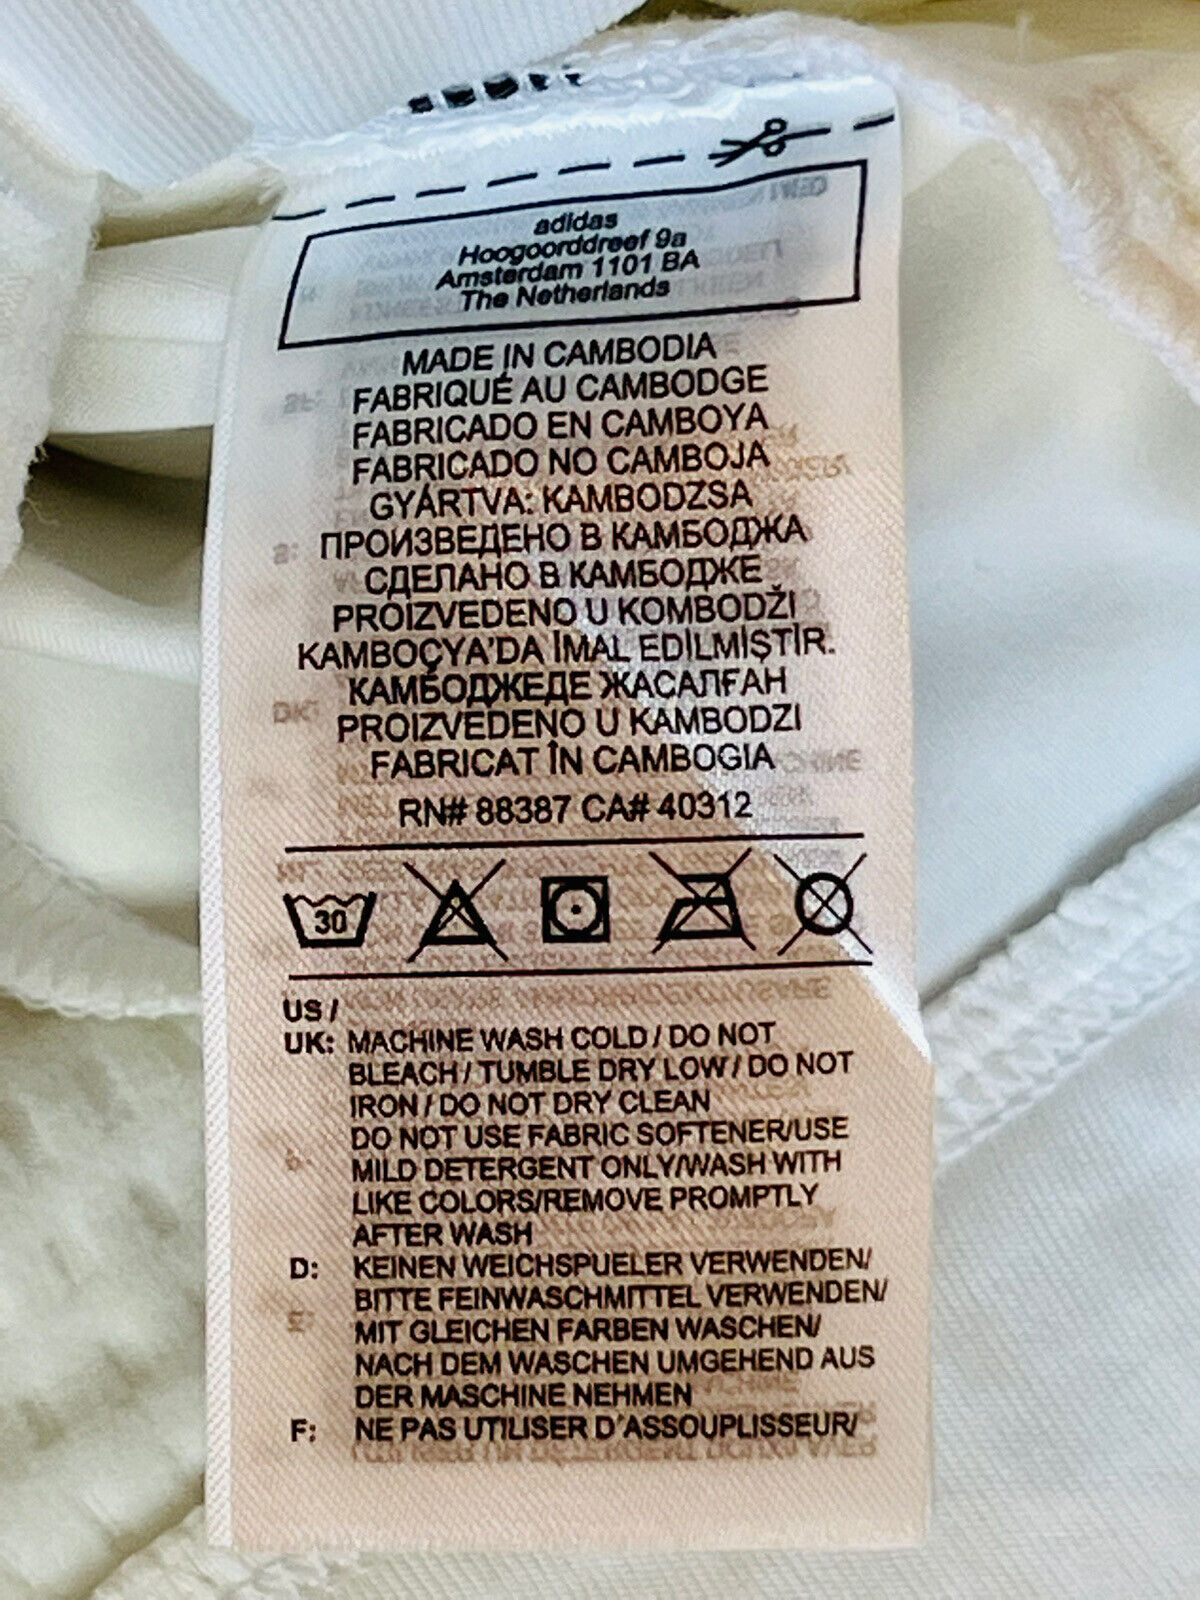 adidas
Hoogoorddreef 9a
Amsterdam 1101 BA
The Netherlands
MADE IN CAMBODIA
FABRIQUÉ AU CAMBODGE
FABRICADO EN CAMBOYA
FABRICADO NO CAMBOJA
GYÁRTVA: KAMBODZSA
ПРОИЗВЕДЕНО В КАМБОДЖА
СДЕЛАНО В КАМБОДЖЕ
PROIZVEDENO U KOMBODŽI
KAMBOÇYA'DA İMAL EDİLMİŞTİR.
КАМБОДЖЕДЕ ЖАСАЛҒАН
PROIZVEDENO U KAMBODZI
FABRICAT ÎN CAMBOGIA
RN# 88387 CA# 40312
30
US /
UK: MACHINE WASH COLD / DO NOT
BLEACH / TUMBLE DRY LOW / DO NOT
IRON / DO NOT DRY CLEAN
DO NOT USE FABRIC SOFTENER/USE
MILD DETERGENT ONLY/WASH WITH
LIKE COLORS/REMOVE PROMPTLY
AFTER WASH
D: KEINEN WEICHSPUELER VERWENDEN/
BITTE FEINWASCHMITTEL VERWENDEN/
MIT GLEICHEN FARBEN WASCHEN/
NACH DEM WASCHEN UMGEHEND AUS
DER MASCHINE NEHMEN
F: NE PAS UTILISER D'ASSOUPLISSEUR/